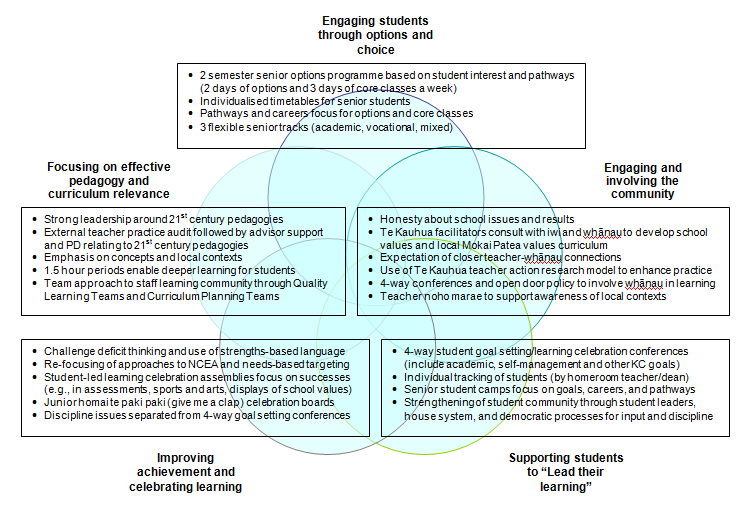 Engaging students
through options and
choice
• 2 semester senior options programme based on student interest and pathways
(2 days of options and 3 days of core classes a week)
• Individualised timetables for senior students
• Pathways and careers focus for options and core classes
• 3 flexible senior tracks (academic, vocational, mixed)
Focusing on effective
pedagogy and
curriculum relevance
• Strong leadership around 21st century pedagogies
• External teacher practice audit followed by advisor support
and PD relating to 21st century pedagogies
• Emphasis on concepts and local contexts
• 1.5 hour periods enable deeper learning for students
• Team approach to staff learning community through Quality
Learning Teams and Curriculum Planning Teams
Engaging and
involving the
community
• Honesty about school issues and results
• Te Kauhua facilitators consult with iwi and whānau to develop school
values and local Mokai Patea values curriculum
• Expectation of closer teacher-whānau connections
• Use of Te Kauhua teacher action research model to enhance practice
• 4-way conferences and open door policy to involve whānau in learning
• Teacher noho marae to support awareness of local contexts
• Challenge deficit thinking and use of strengths-based language
• Re-focusing of approaches to NCEA and needs-based targeting
• Student-led learning celebration assemblies focus on successes
(e.g., in assessments, sports and arts, displays of school values)
• Junior homai te paki paki (give me a clap) celebration boards
• Discipline issues separated from 4-way goal setting conferences
Improving
achievement and
celebrating learning
• 4-way student goal setting/learning celebration conferences
(include academic, self-management and other KC goals)
• Individual tracking of students (by homeroom teacher/dean)
• Senior student camps focus on goals, careers, and pathways
• Strengthening of student community through student leaders,
house system, and democratic processes for input and discipline
Supporting students
to “Lead their
learning”